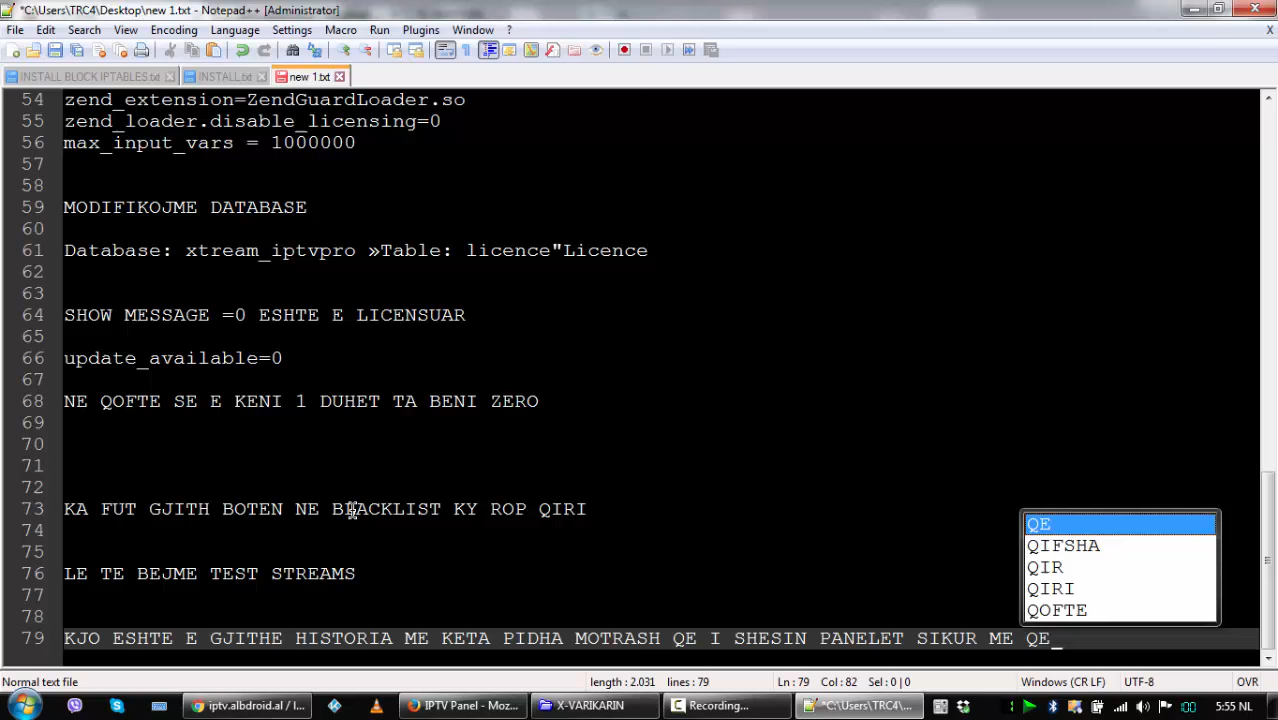 *C:\Users\TRC4\Desktop\new 1.txt - Notepad++ [Administrator]
File Edit Search View Encoding Language Settings Macro Run Plugins Window ? X
INSTALL BLOCK IPTABLES.txt INSTALL.txt new 1.txt
54 zend_extension=ZendGuardLoader.so
55 zend_loader.disable_licensing=0
56 max_input_vars = 1000000
57
58
59 MODIFIKOJME DATABASE
60
61 Database: xtream_iptvpro »Table: licence"Licence
62
63
64 SHOW MESSAGE =0 ESHTE E LICENSUAR
65
66 update_available=0
67
68 NE QOFTE SE E KENI 1 DUHET TA BENI ZERO
69
70
71
72
73 KA FUT GJITH BOTEN NE BLACKLIST KY ROP QIRI
74
75
76 LE TE BEJME TEST STREAMS
77
78
79 KJO ESHTE E GJITHE HISTORIA ME KETA PIDHA MOTRASH QE I SHESIN PANELET SIKUR ME QE
QE
QIFSHA
QIR
QIRI
QOFTE
Normal text file length : 2.031 lines : 79 Ln : 79 Col : 82 Sel : 0 | 0 Windows (CR LF) UTF-8 OVR
iptv.albdroid.al / I... IPTV Panel - Moz... X-VARIKARIN Recording... *C:\Users\TRC4\De... :00 5:55 NL